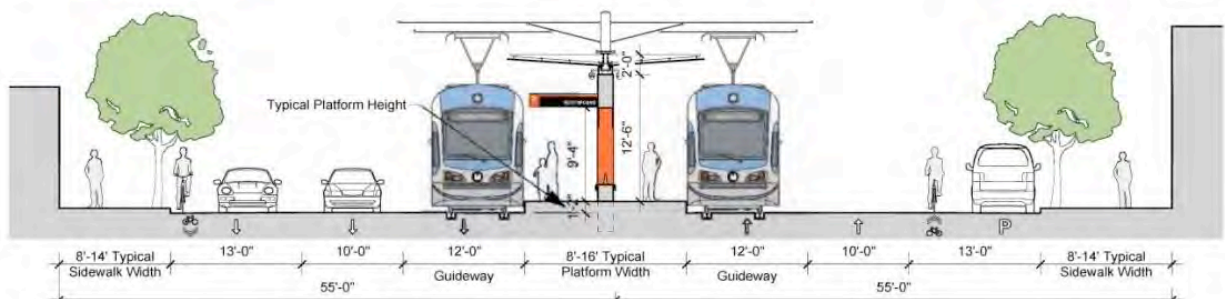 2'-0"
Typical Platform Height
9'-4"
12'-6"
P
8'-14' Typical
Sidewalk Width
13'-0"
10'-0"
12'-0"
Guideway
8'-16' Typical
Platform Width
12'-0"
Guideway
10'-0"
13'-0"
8'-14' Typical
Sidewalk Width
55'-0"
55'-0"